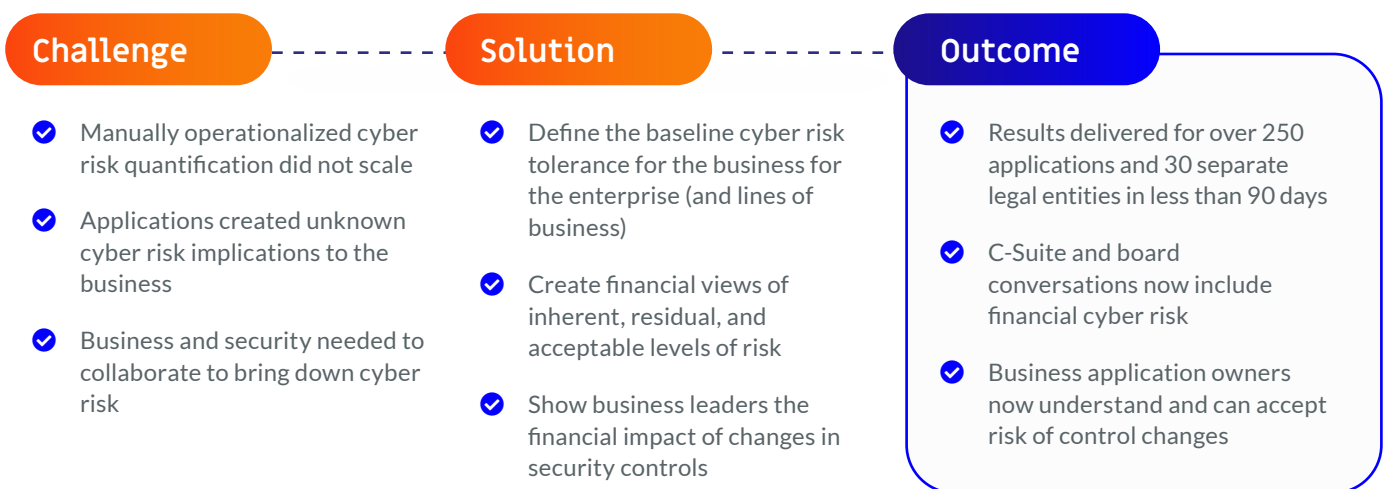 Challenge
Manually operationalized cyber
risk quantification did not scale
Applications created unknown
cyber risk implications to the
business
Business and security needed to
collaborate to bring down cyber
risk
Solution
Define the baseline cyber risk
tolerance for the business for
the enterprise (and lines of
business)
Create financial views of
inherent, residual, and
acceptable levels of risk
Show business leaders the
financial impact of changes in
security controls
Outcome
Results delivered for over 250
applications and 30 separate
legal entities in less than 90 days
C-Suite and board
conversations now include
financial cyber risk
Business application owners
now understand and can accept
risk of control changes